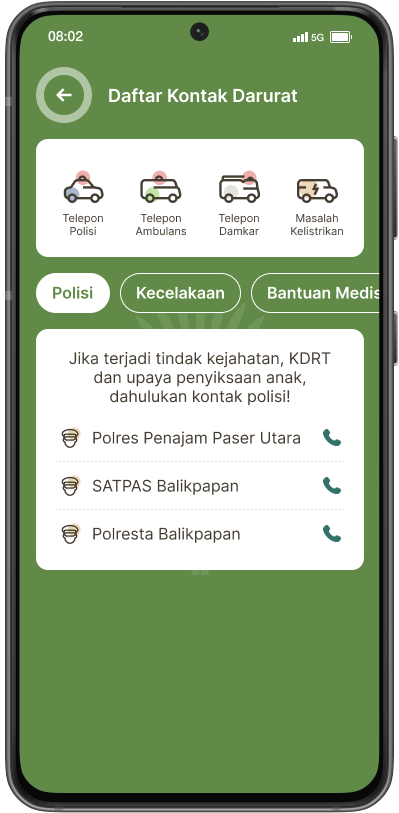 08:02
5G
Daftar Kontak Darurat
Telepon
Polisi
Telepon
Ambulans
Telepon
Damkar
Masalah
Kelistrikan
Polisi
Kecelakaan
Bantuan Medis
Jika terjadi tindak kejahatan, KDRT
dan upaya penyiksaan anak,
dahulukan kontak polisi!
Polres Penajam Paser Utara
SATPAS Balikpapan
Polresta Balikpapan